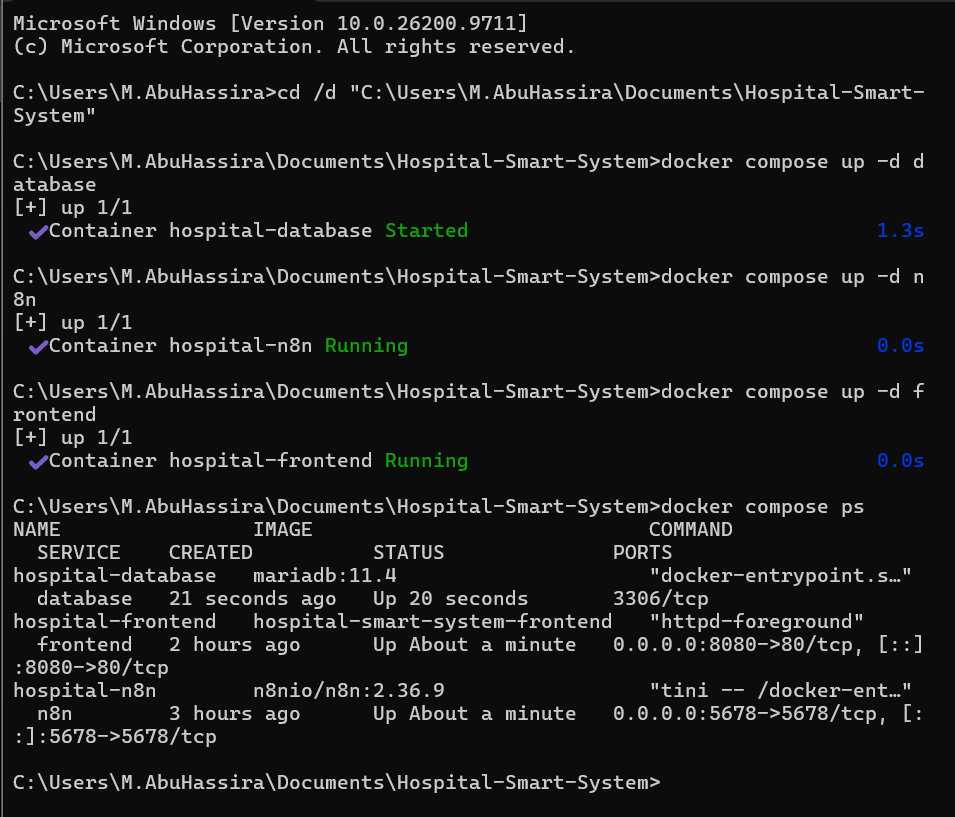 Microsoft Windows [Version 10.0.26200.9711]
(c) Microsoft Corporation. All rights reserved.
C:\Users\M.AbuHassira>cd /d "C:\Users\M.AbuHassira\Documents\Hospital-Smart-
System"
C:\Users\M.AbuHassira\Documents\Hospital-Smart-System>docker compose up -d d
atabase
[+] up 1/1
✔Container hospital-database Started 1.3s
C:\Users\M.AbuHassira\Documents\Hospital-Smart-System>docker compose up -d n
8n
[+] up 1/1
✔Container hospital-n8n Running 0.0s
C:\Users\M.AbuHassira\Documents\Hospital-Smart-System>docker compose up -d f
rontend
[+] up 1/1
✔Container hospital-frontend Running 0.0s
C:\Users\M.AbuHassira\Documents\Hospital-Smart-System>docker compose ps
NAME IMAGE COMMAND
SERVICE CREATED STATUS PORTS
hospital-database mariadb:11.4 "docker-entrypoint.s…"
database 21 seconds ago Up 20 seconds 3306/tcp
hospital-frontend hospital-smart-system-frontend "httpd-foreground"
frontend 2 hours ago Up About a minute 0.0.0.0:8080->80/tcp, [::]
:8080->80/tcp
hospital-n8n n8nio/n8n:2.36.9 "tini -- /docker-ent…"
n8n 3 hours ago Up About a minute 0.0.0.0:5678->5678/tcp, [:
:]:5678->5678/tcp
C:\Users\M.AbuHassira\Documents\Hospital-Smart-System>